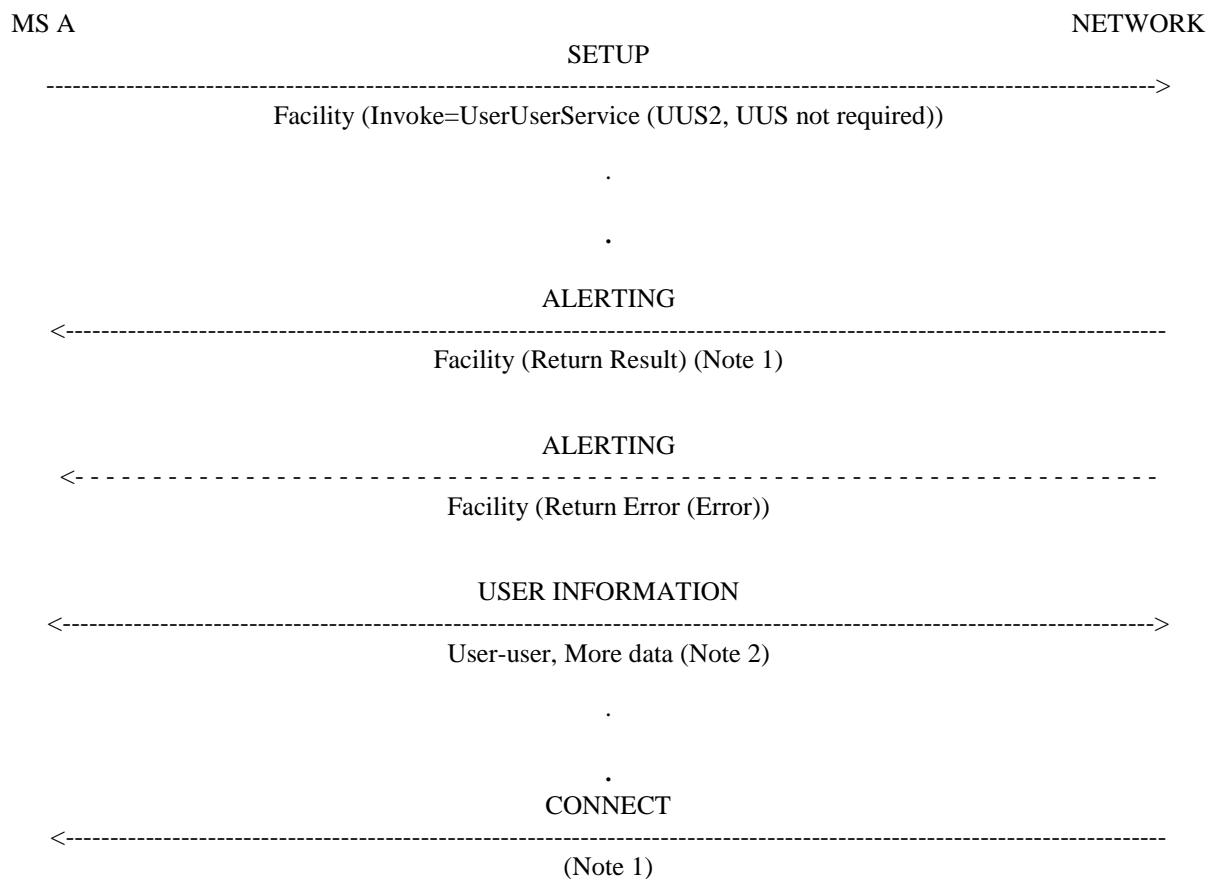 MS A NETWORK
SETUP
Facility (Invoke=UserUserService (UUS2, UUS not required))
.
.
ALERTING
Facility (Return Result) (Note 1)
ALERTING
Facility (Return Error (Error))
USER INFORMATION
User-user, More data (Note 2)
.
.
CONNECT
(Note 1)